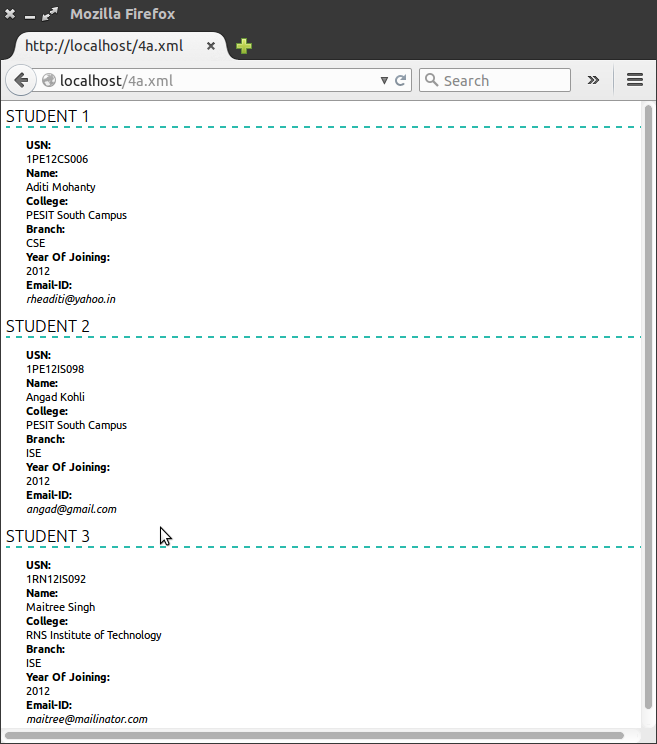 Mozilla Firefox
http://localhost/4a.xml
localhost/4a.xml
Search
STUDENT 1
USN:
1PE12CS006
Name:
Aditi Mohanty
College:
PESIT South Campus
Branch:
CSE
Year Of Joining:
2012
Email-ID:
rheaditi@yahoo.in
STUDENT 2
USN:
1PE12IS098
Name:
Angad Kohli
College:
PESIT South Campus
Branch:
ISE
Year Of Joining:
2012
Email-ID:
angad@gmail.com
STUDENT 3
USN:
1RN12IS092
Name:
Maitree Singh
College:
RNS Institute of Technology
Branch:
ISE
Year Of Joining:
2012
Email-ID:
maitree@mailinator.com